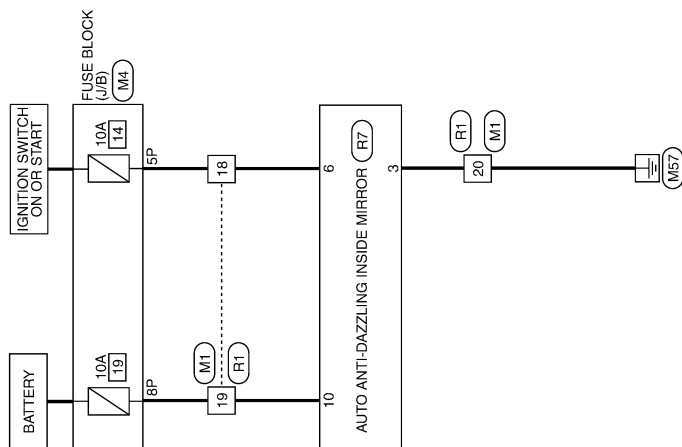 BATTERY
IGNITION SWITCH
ON OR START
FUSE BLOCK
(J/B)
M4
10A
19
10A
14
8P
5P
M1
19
R1
18
10
6
AUTO ANTI-DAZZLING INSIDE MIRROR
R7
3
R1
20
M1
M57